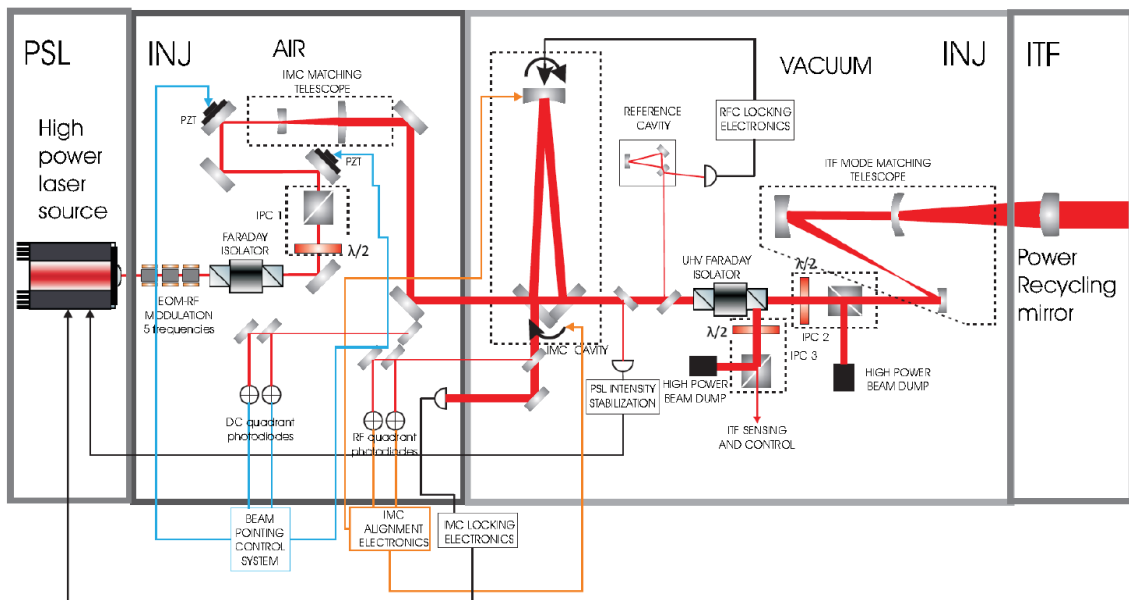 PSL
High
power
laser
source
INJ
AIR
IMC MATCHING
TELESCOPE
PZT
PZT
IPC 1
λ/2
FARADAY
ISOLATOR
EOM-RF
MODULATION
5 frequencies
DC quadrant
photodiodes
RF quadrant
photodiodes
BEAM
POINTING
CONTROL
SYSTEM
IMC
ALIGNMENT
ELECTRONICS
IMC LOCKING
ELECTRONICS
VACUUM
INJ
REFERENCE
CAVITY
RFC LOCKING
ELECTRONICS
ITF MODE MATCHING
TELESCOPE
UHV FARADAY
ISOLATOR
λ/2
IPC 2
λ/2
IPC 3
IMC CAVITY
PSL INTENSITY
STABILIZATION
HIGH POWER
BEAM DUMP
HIGH POWER
BEAM DUMP
ITF SENSING
AND CONTROL
ITF
Power
Recycling
mirror